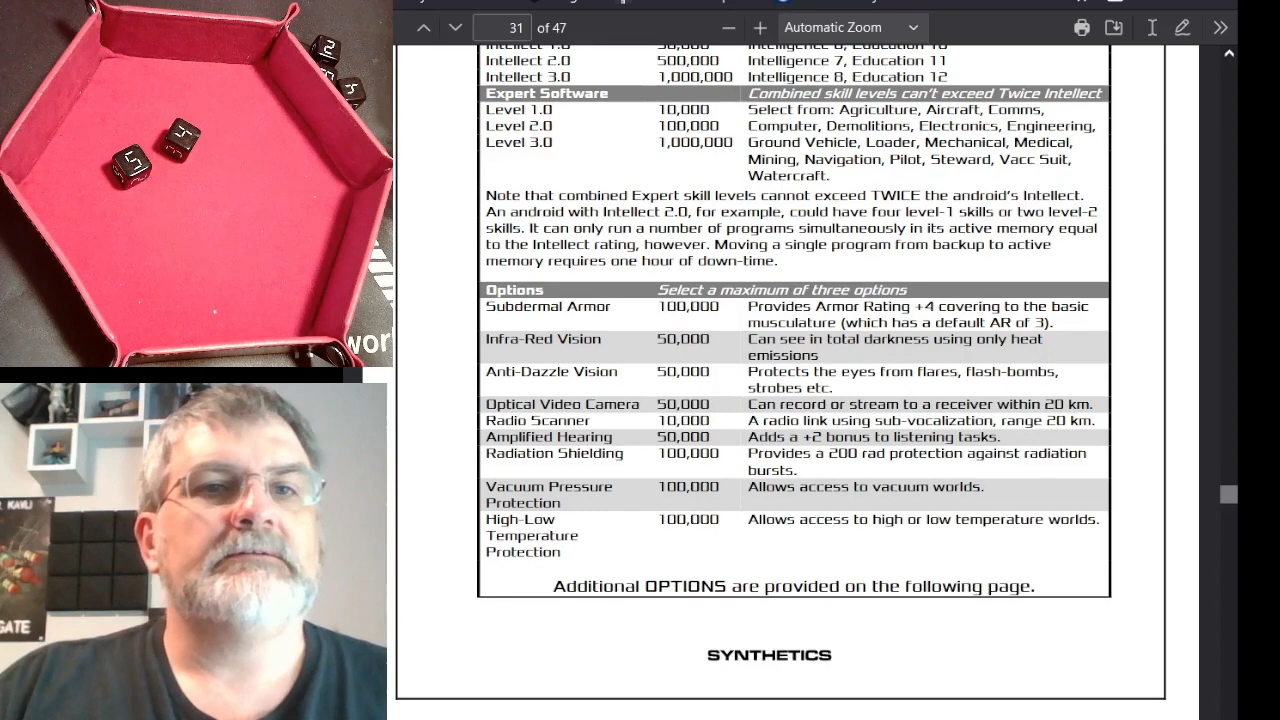 31 of 47
Automatic Zoom
Intellect 2.0 500,000 Intelligence 7, Education 11
Intellect 3.0 1,000,000 Intelligence 8, Education 12
Expert Software Combined skill levels can't exceed Twice Intellect
Level 1.0 10,000 Select from: Agriculture, Aircraft, Comms,
Level 2.0 100,000 Computer, Demolitions, Electronics, Engineering,
Level 3.0 1,000,000 Ground Vehicle, Loader, Mechanical, Medical,
Mining, Navigation, Pilot, Steward, Vacc Suit,
Watercraft.
Note that combined Expert skill levels cannot exceed TWICE the android's Intellect.
An android with Intellect 2.0, for example, could have four level-1 skills or two level-2
skills. It can only run a number of programs simultaneously in its active memory equal
to the Intellect rating, however. Moving a single program from backup to active
memory requires one hour of down-time.
Options Select a maximum of three options
Subdermal Armor 100,000 Provides Armor Rating +4 covering to the basic
musculature (which has a default AR of 3).
Infra-Red Vision 50,000 Can see in total darkness using only heat
emissions
Anti-Dazzle Vision 50,000 Protects the eyes from flares, flash-bombs,
strobes etc.
Optical Video Camera 50,000 Can record or stream to a receiver within 20 km.
Radio Scanner 10,000 A radio link using sub-vocalization, range 20 km.
Amplified Hearing 50,000 Adds a +2 bonus to listening tasks.
Radiation Shielding 100,000 Provides a 200 rad protection against radiation
bursts.
Vacuum Pressure 100,000 Allows access to vacuum worlds.
Protection
High-Low 100,000 Allows access to high or low temperature worlds.
Temperature
Protection
Additional OPTIONS are provided on the following page.
SYNTHETICS